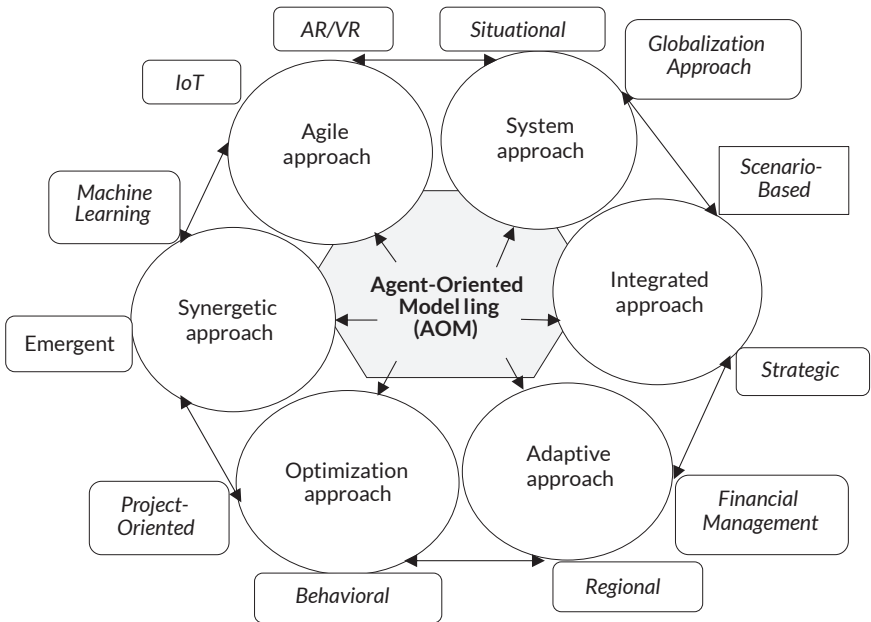 AR/VR
Situational
Globalization
Approach
IoT
Agile
approach
System
approach
Scenario-
Based
Machine
Learning
Agent-Oriented
Model ling
(AOM)
Integrated
approach
Synergetic
approach
Emergent
Strategic
Optimization
approach
Adaptive
approach
Project-
Oriented
Financial
Management
Behavioral
Regional